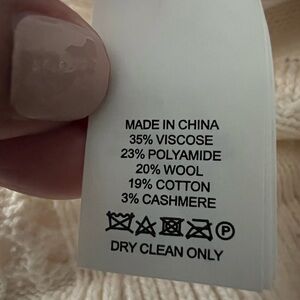 MADE IN CHINA
35% VISCOSE
23% POLYAMIDE
20% WOOL
19% COTTON
3% CASHMERE
P
DRY CLEAN ONLY